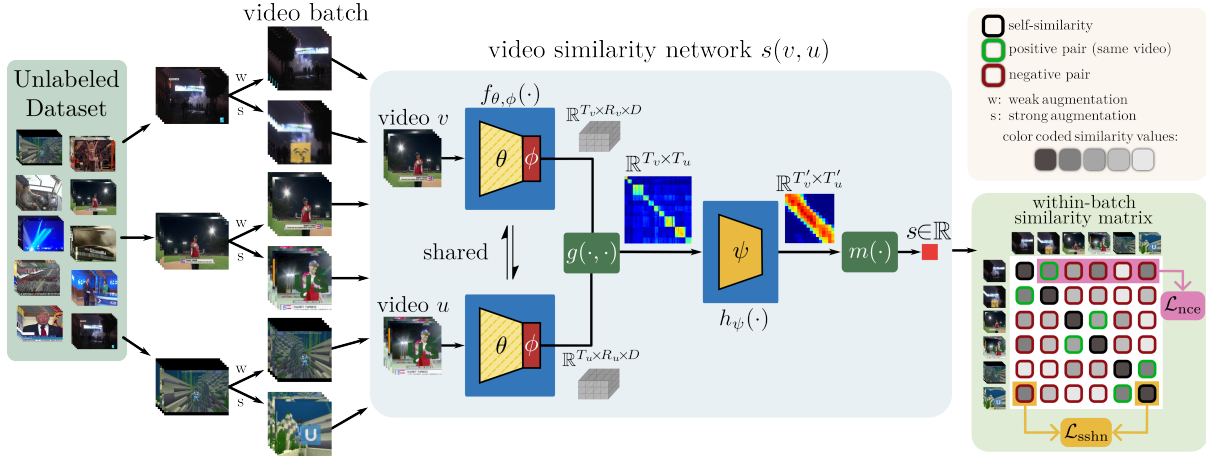 video batch
Unlabeled
Dataset
w
s
w
s
w
s
video similarity network s(v, u)
video v
f_{θ,φ}(·)
θ
φ
ℝ^{T_v×R_v×D}
shared
g(·,·)
video u
θ
φ
ℝ^{T_u×R_u×D}
ℝ^{T_v×T_u}
ψ
h_ψ(·)
ℝ^{T'_v×T'_u}
m(·)
s∈ℝ
self-similarity
positive pair (same video)
negative pair
w: weak augmentation
s: strong augmentation
color coded similarity values:
within-batch
similarity matrix
ℒ_nce
ℒ_sshn
U
U